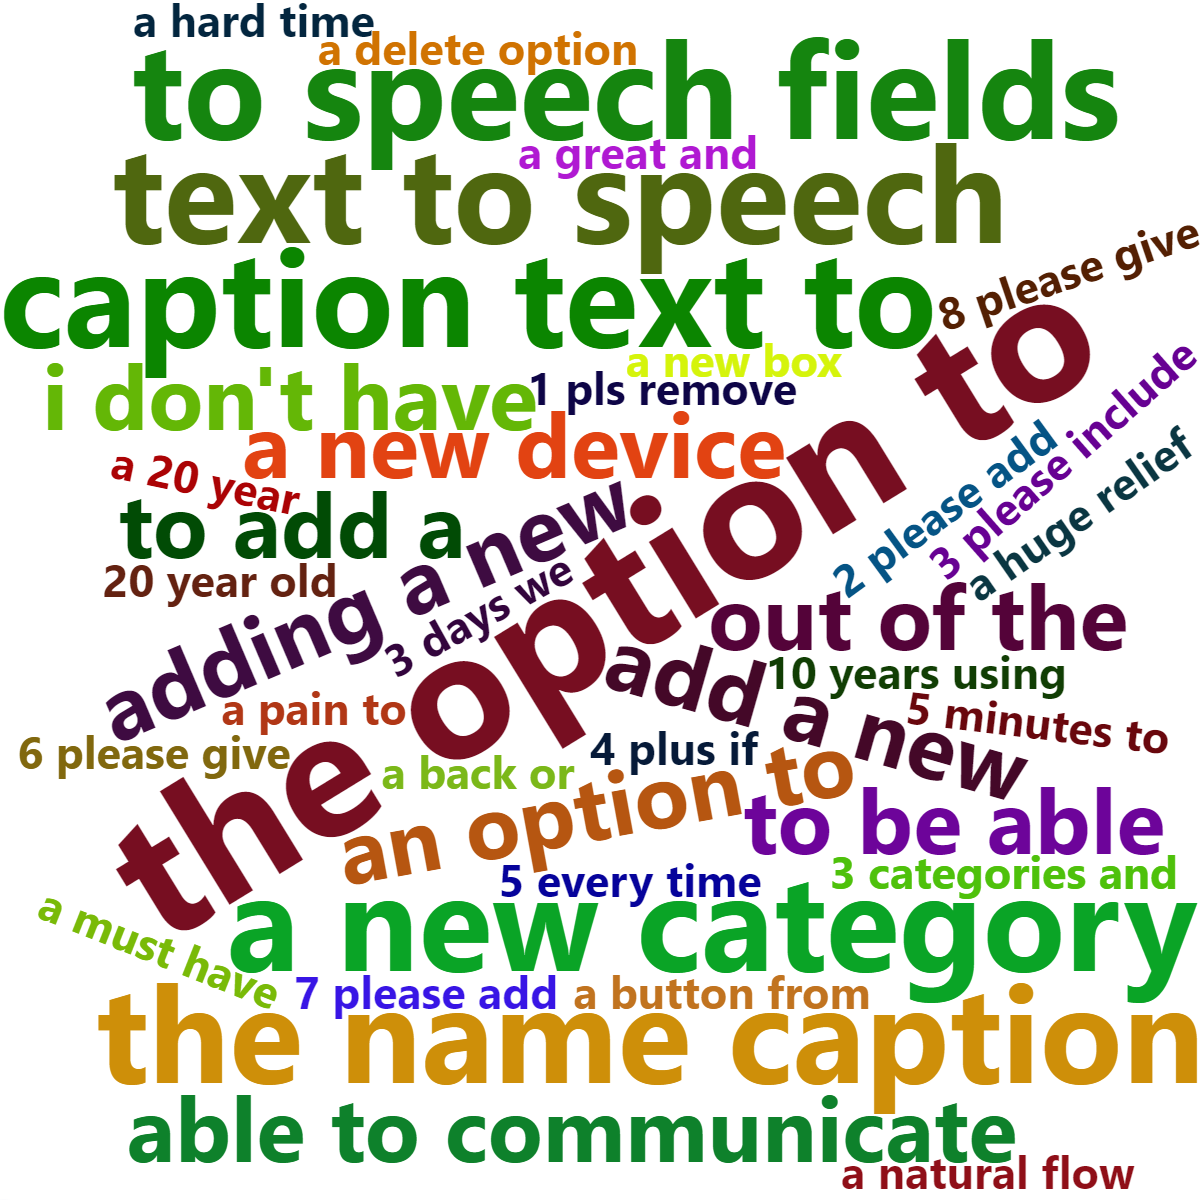 a hard time
a delete option
to speech fields
a great and
text to speech
8 please give
caption text to
a new box
1 pls remove
i don't have
3 please include
a new device
2 please add
a huge relief
a 20 year
to add a
20 year old
adding a new
3 days we
the option to
out of the
add a new
10 years using
a pain to
5 minutes to
6 please give
4 plus if
a back or
an option to
to be able
3 categories and
5 every time
a new category
a must have
7 please add
a button from
the name caption
able to communicate
a natural flow